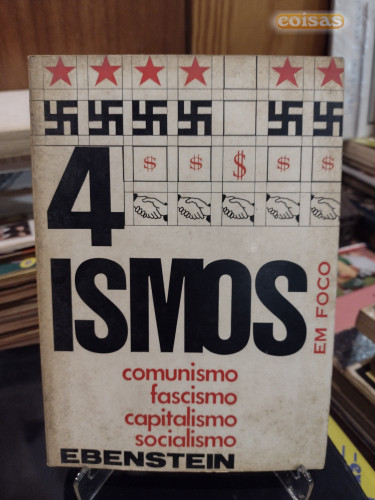 coisas
$ $ $ $ $
4
ISMOS
EM FOCO
comunismo
fascismo
capitalismo
socialismo
EBENSTEIN